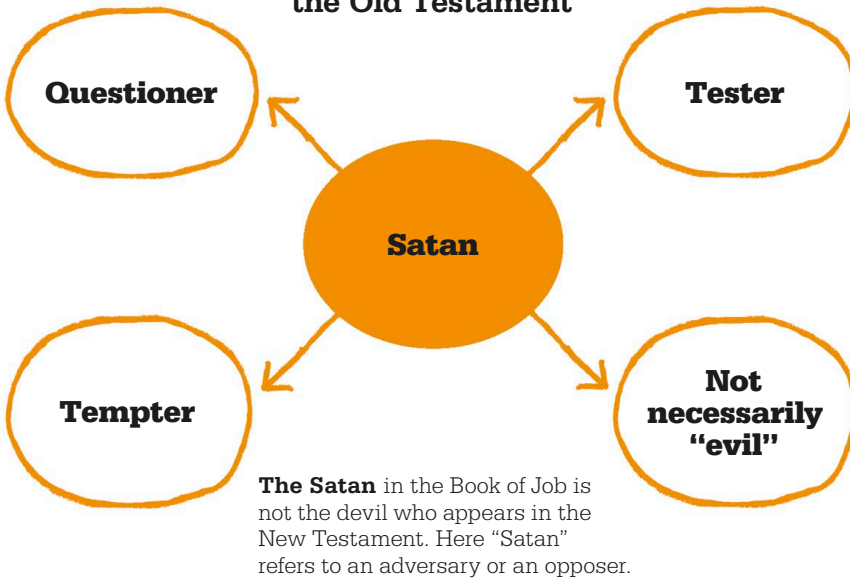 the Old Testament
Questioner
Tester
Satan
Tempter
Not
necessarily
“evil”
The Satan in the Book of Job is
not the devil who appears in the
New Testament. Here “Satan”
refers to an adversary or an opposer.